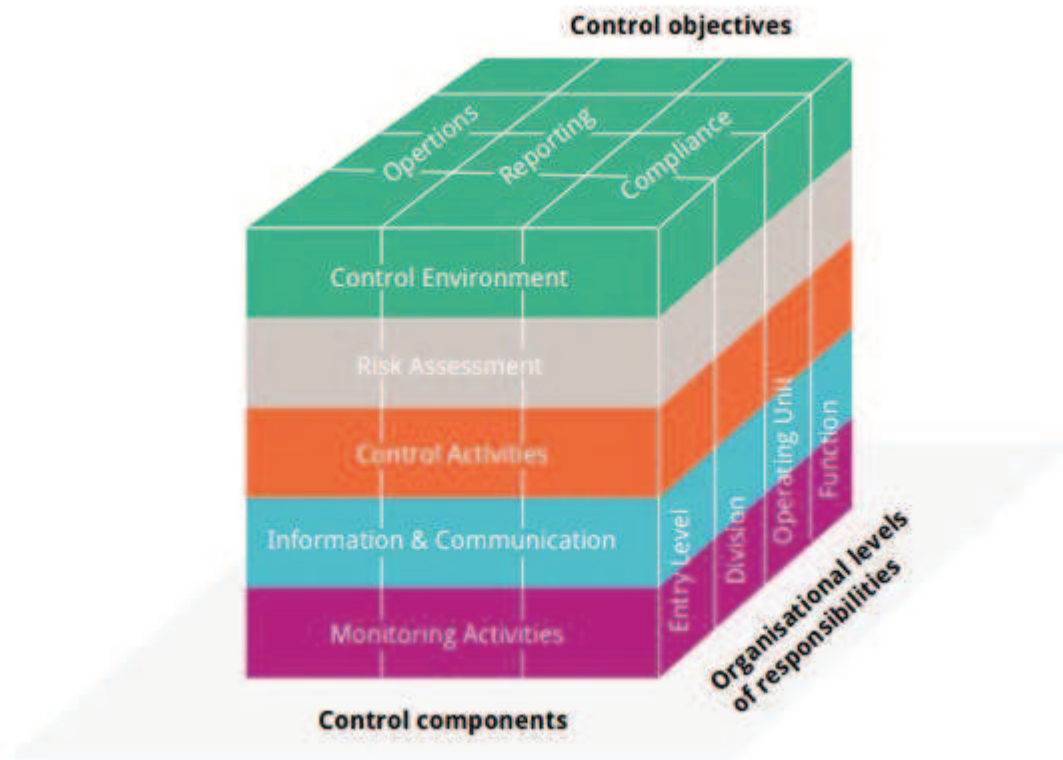 Control objectives
Opertions
Reporting
Compliance
Control Environment
Risk Assessment
Control Activities
Information & Communication
Monitoring Activities
Entry Level
Division
Operating Unit
Function
Organisational levels
of responsibilities
Control components